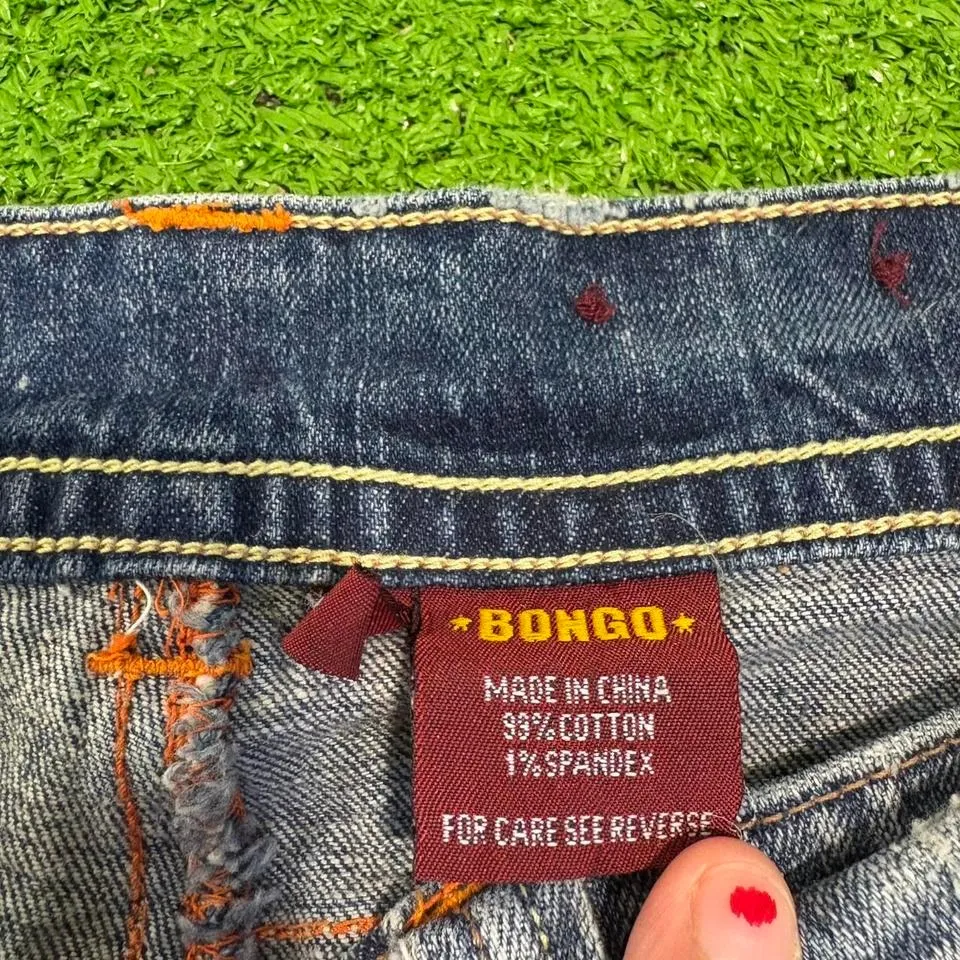 *BONGO*
MADE IN CHINA
99% COTTON
1% SPANDEX
FOR CARE SEE REVERSE